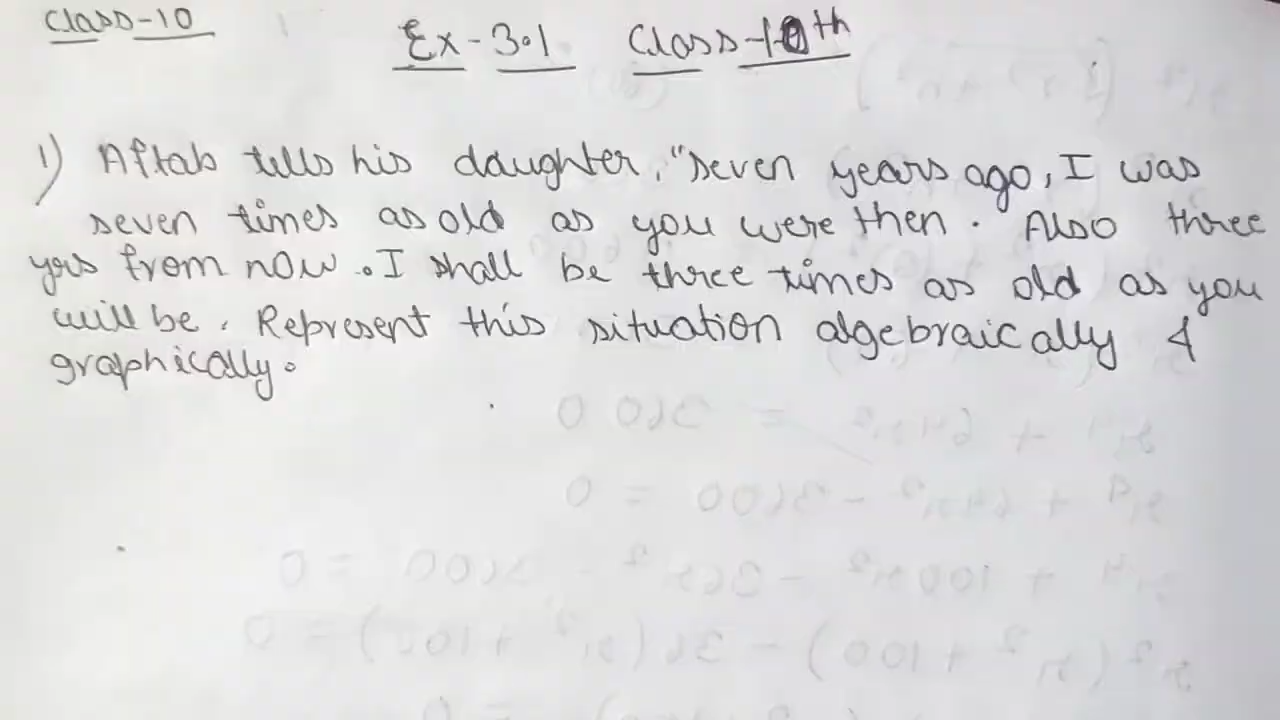 Class-10
Ex-3.1 Class-10th
1) Aftab tells his daughter, "seven years ago, I was
seven times as old as you were then. Also three
yrs from now. I shall be three times as old as you
will be. Represent this situation algebraically &
graphically.